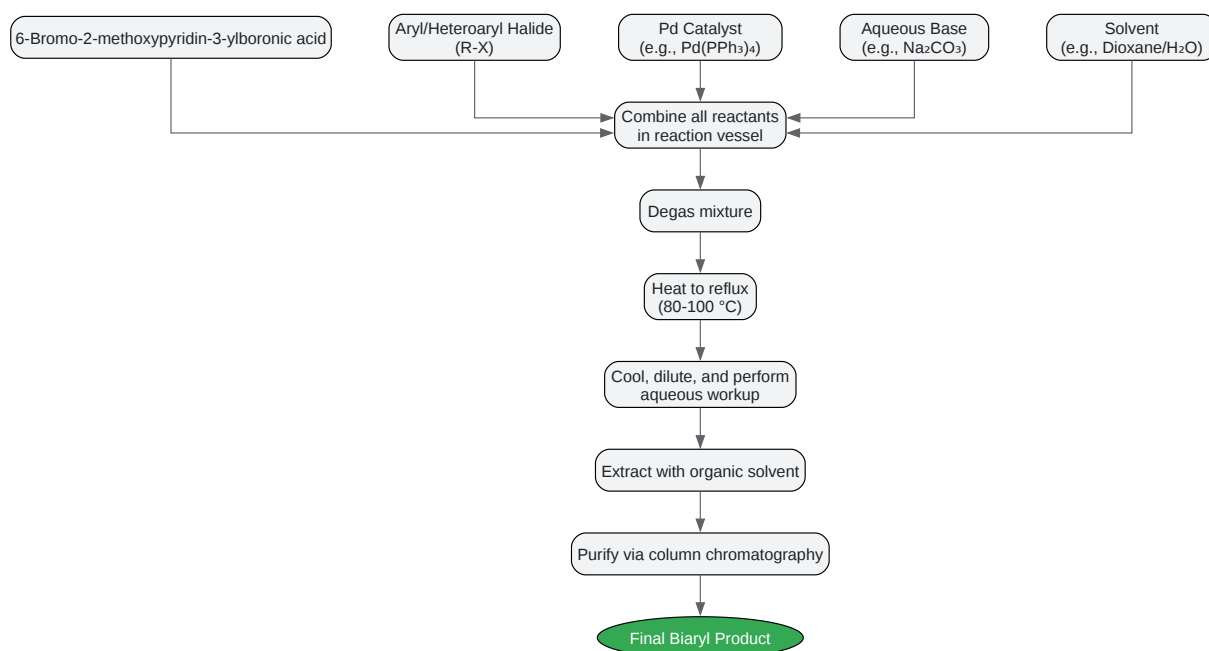 6-Bromo-2-methoxypyridin-3-ylboronic acid
Aryl/Heteroaryl Halide
(R-X)
Pd Catalyst
(e.g., Pd(PPh₃)₄)
Aqueous Base
(e.g., Na₂CO₃)
Solvent
(e.g., Dioxane/H₂O)
Combine all reactants
in reaction vessel
Degas mixture
Heat to reflux
(80-100 °C)
Cool, dilute, and perform
aqueous workup
Extract with organic solvent
Purify via column chromatography
Final Biaryl Product